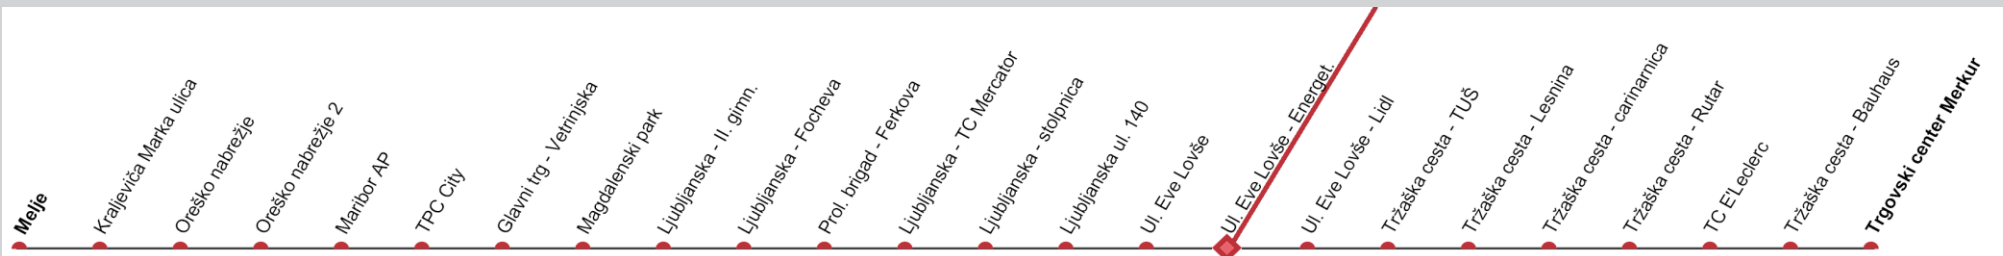 Melje
Kraljeviča Marka ulica
Oreško nabrežje
Oreško nabrežje 2
Maribor AP
TPC City
Glavni trg - Vetrinjska
Magdalenski park
Ljubljanska - II. gimn.
Ljubljanska - Focheva
Prol. brigad - Ferkova
Ljubljanska - TC Mercator
Ljubljanska - stolpnica
Ljubljanska ul. 140
Ul. Eve Lovše
Ul. Eve Lovše - Energet.
Ul. Eve Lovše - Lidl
Tržaška cesta - TUŠ
Tržaška cesta - Lesnina
Tržaška cesta - carinarnica
Tržaška cesta - Rutar
TC E'Leclerc
Tržaška cesta - Bauhaus
Trgovski center Merkur